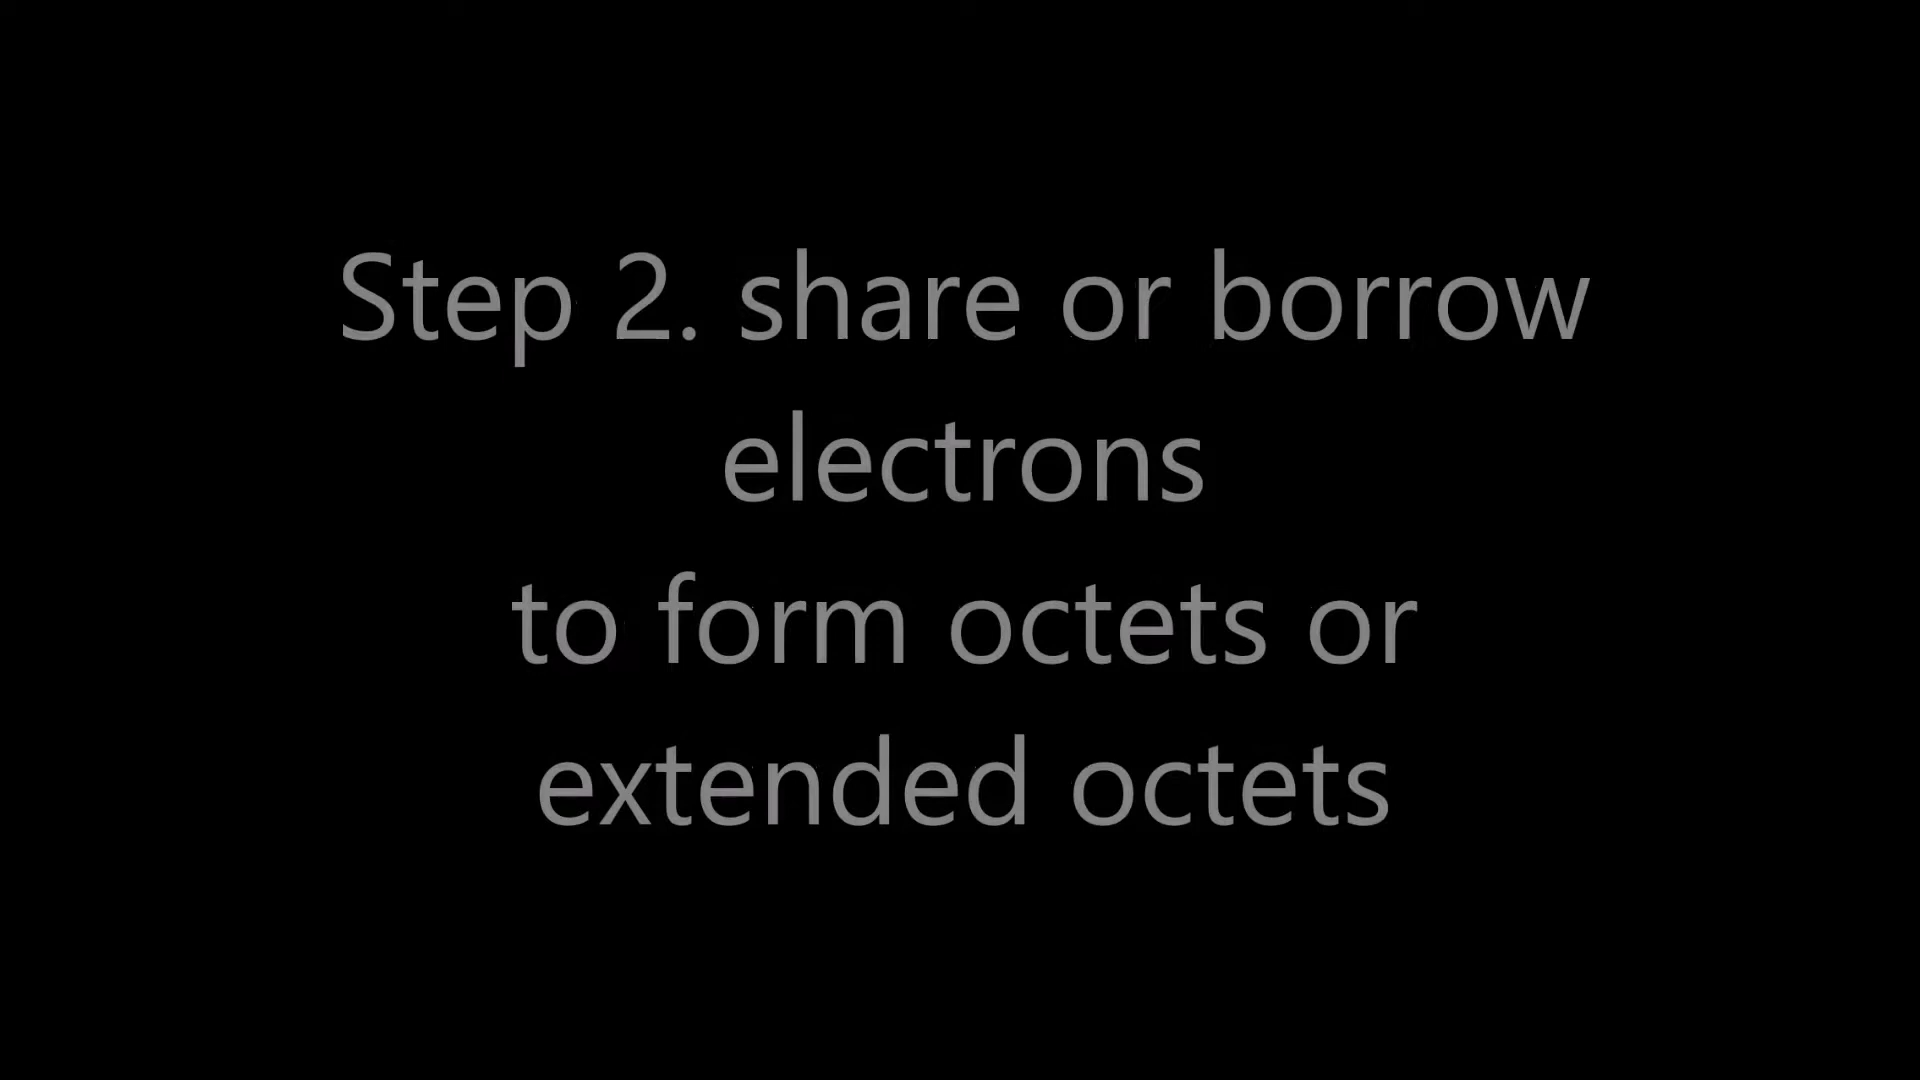 Step 2. share or borrow
electrons
to form octets or
extended octets